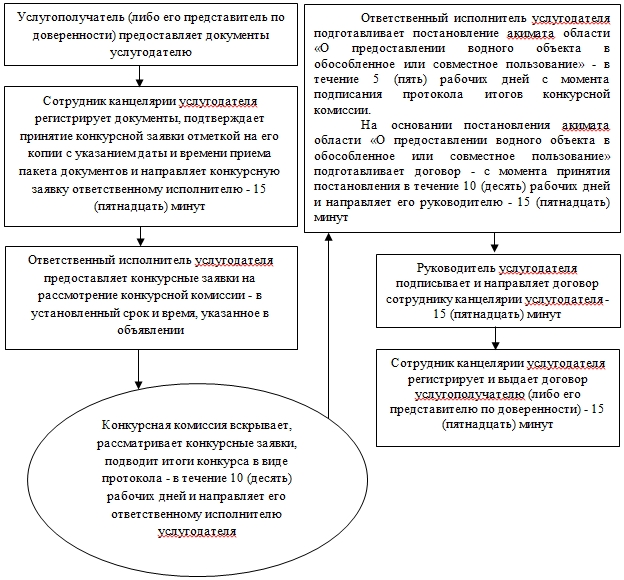 Услугополучатель (либо его представитель по
доверенности) предоставляет документы
услугодателю
Сотрудник канцелярии услугодателя
регистрирует документы, подтверждает
принятие конкурсной заявки отметкой на его
копии с указанием даты и времени приема
пакета документов и направляет конкурсную
заявку ответственному исполнителю - 15
(пятнадцать) минут
Ответственный исполнитель услугодателя
предоставляет конкурсные заявки на
рассмотрение конкурсной комиссии - в
установленный срок и время, указанное в
объявлении
Конкурсная комиссия вскрывает,
рассматривает конкурсные заявки,
подводит итоги конкурса в виде
протокола - в течение 10 (десять)
рабочих дней и направляет его
ответственному исполнителю
услугодателя
Ответственный исполнитель услугодателя
подготавливает постановление акимата области
«О предоставлении водного объекта в
обособленное или совместное пользование» - в
течение 5 (пять) рабочих дней с момента
подписания протокола итогов конкурсной
комиссии.
На основании постановления акимата
области «О предоставлении водного объекта в
обособленное или совместное пользование»
подготавливает договор - с момента принятия
постановления в течение 10 (десять) рабочих дней
и направляет его руководителю - 15 (пятнадцать)
минут
Руководитель услугодателя
подписывает и направляет договор
сотруднику канцелярии услугодателя -
15 (пятнадцать) минут
Сотрудник канцелярии услугодателя
регистрирует и выдает договор
услугополучателю (либо его
представителю по доверенности) - 15
(пятнадцать) минут